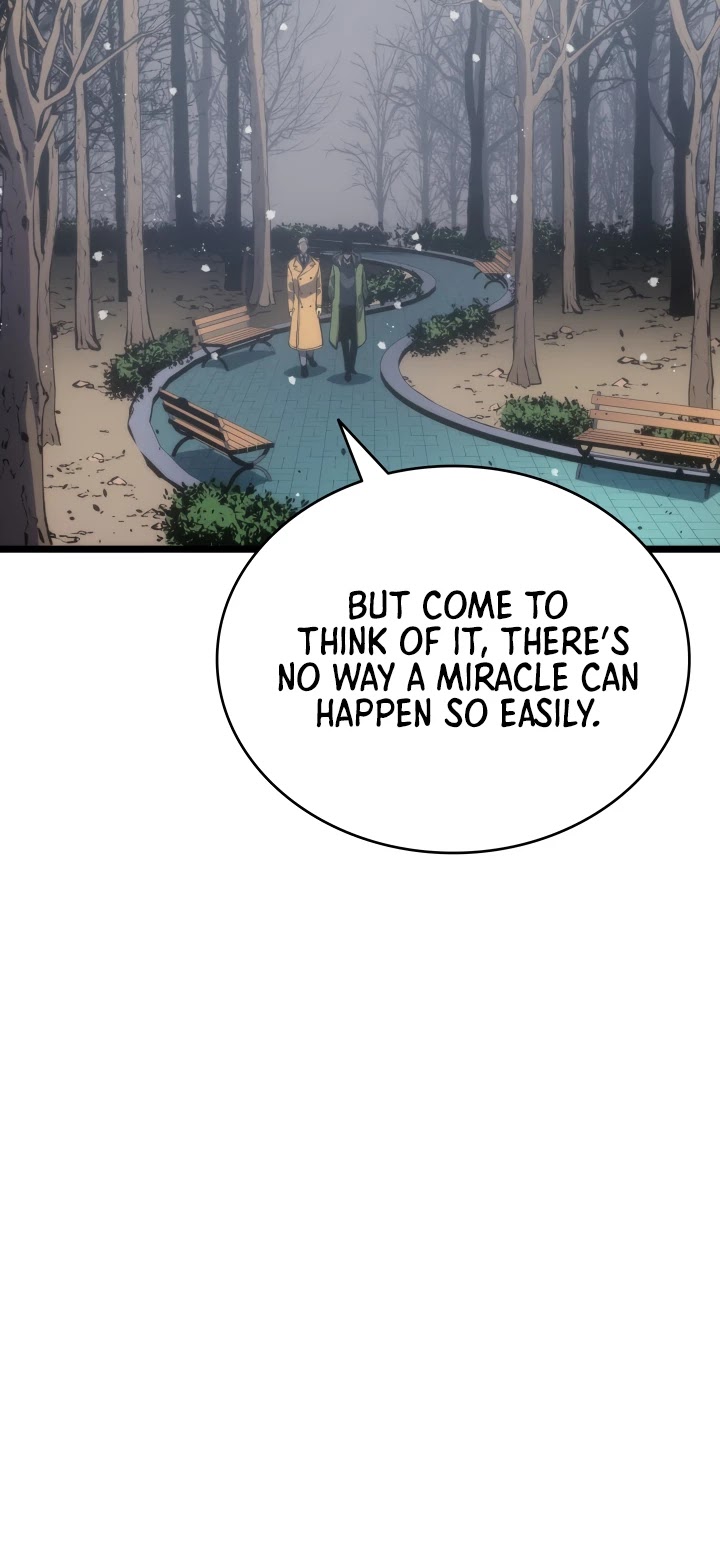 BUT COME TO
THINK OF IT, THERE'S
NO WAY A MIRACLE CAN
HAPPEN SO EASILY.